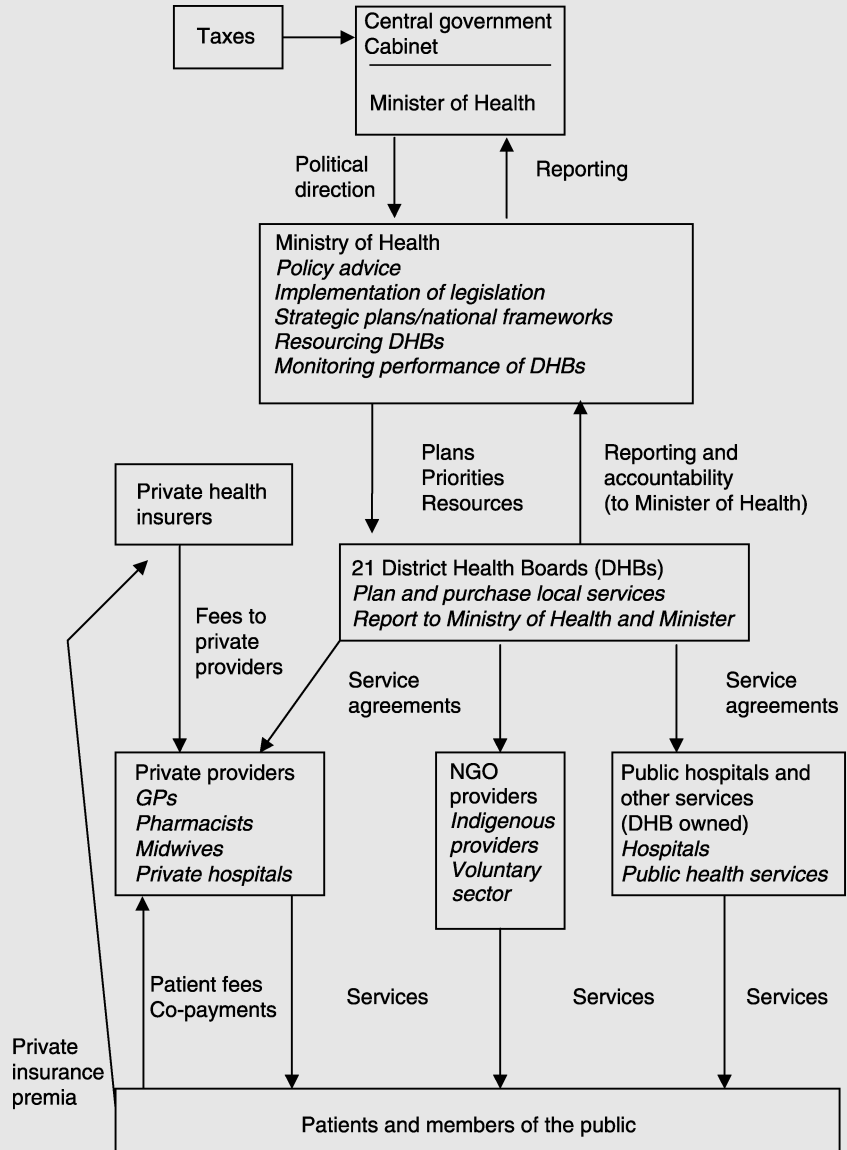 Taxes
Central government
Cabinet
Minister of Health
Political
direction
Reporting
Ministry of Health
Policy advice
Implementation of legislation
Strategic plans/national frameworks
Resourcing DHBs
Monitoring performance of DHBs
Plans
Priorities
Resources
Reporting and
accountability
(to Minister of Health)
Private health
insurers
21 District Health Boards (DHBs)
Plan and purchase local services
Report to Ministry of Health and Minister
Fees to
private
providers
Service
agreements
Service
agreements
Private providers
GPs
Pharmacists
Midwives
Private hospitals
NGO
providers
Indigenous
providers
Voluntary
sector
Public hospitals and
other services
(DHB owned)
Hospitals
Public health services
Patient fees
Co-payments
Services
Services
Services
Private
insurance
premia
Patients and members of the public